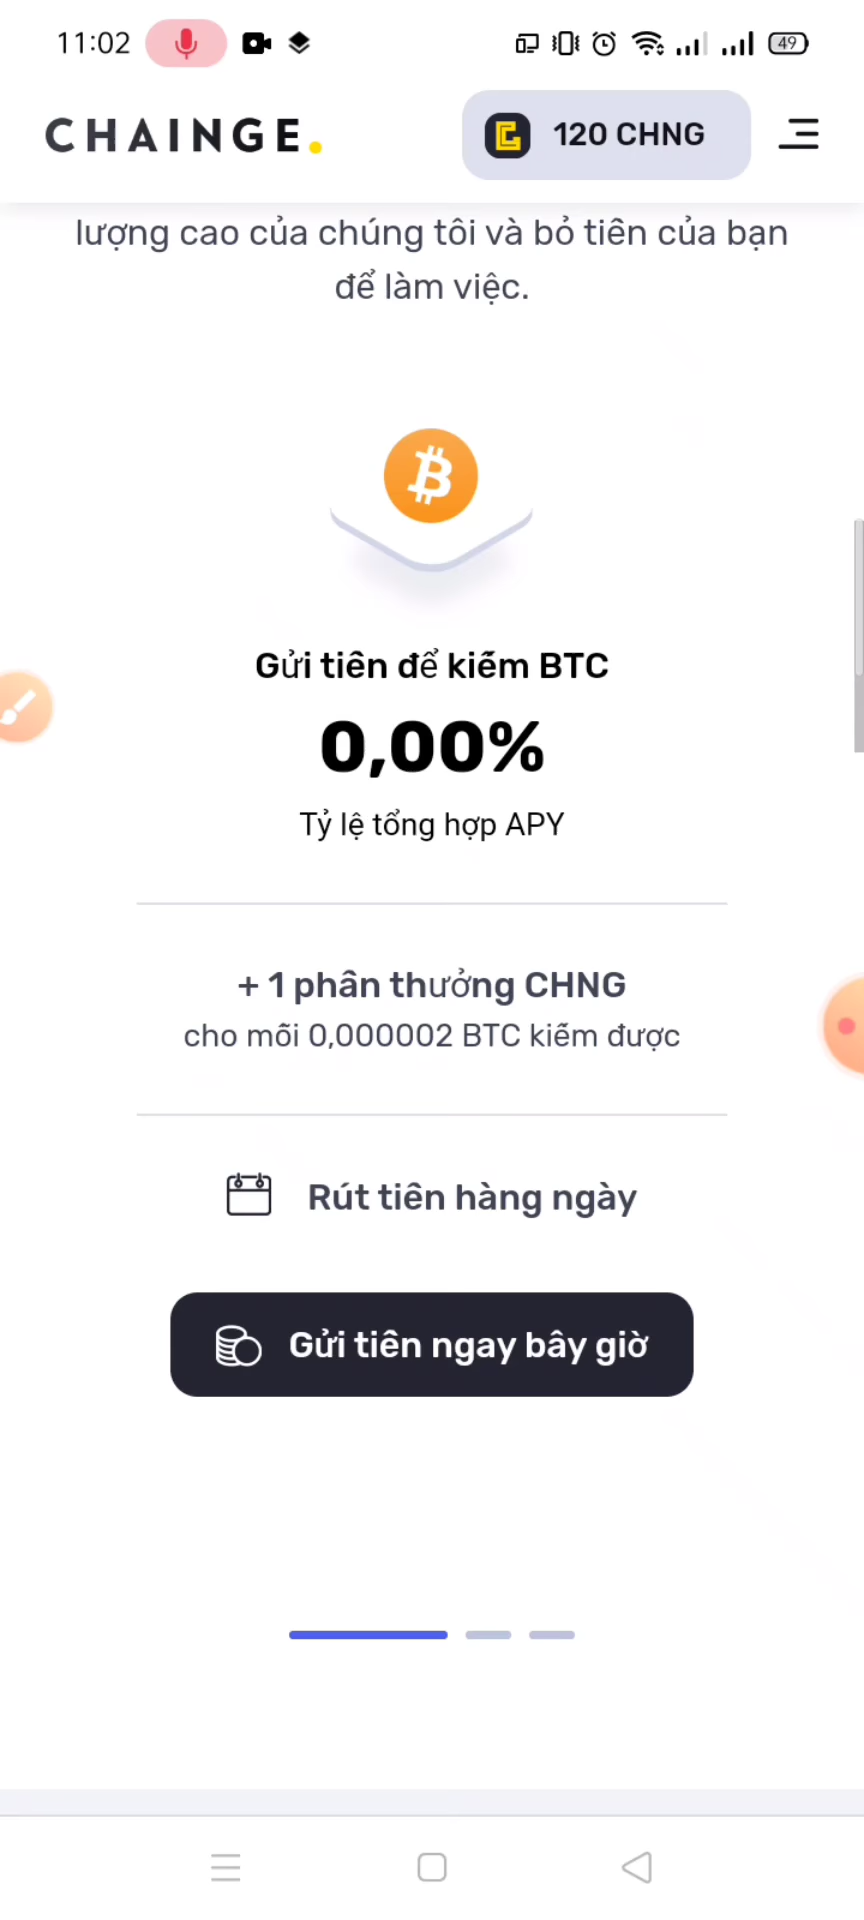 11:02
49
CHAINGE.
120 CHNG
lượng cao của chúng tôi và bỏ tiền của bạn
để làm việc.
Gửi tiền để kiếm BTC
0,00%
Tỷ lệ tổng hợp APY
+ 1 phần thưởng CHNG
cho mỗi 0,000002 BTC kiếm được
Rút tiền hàng ngày
Gửi tiền ngay bây giờ